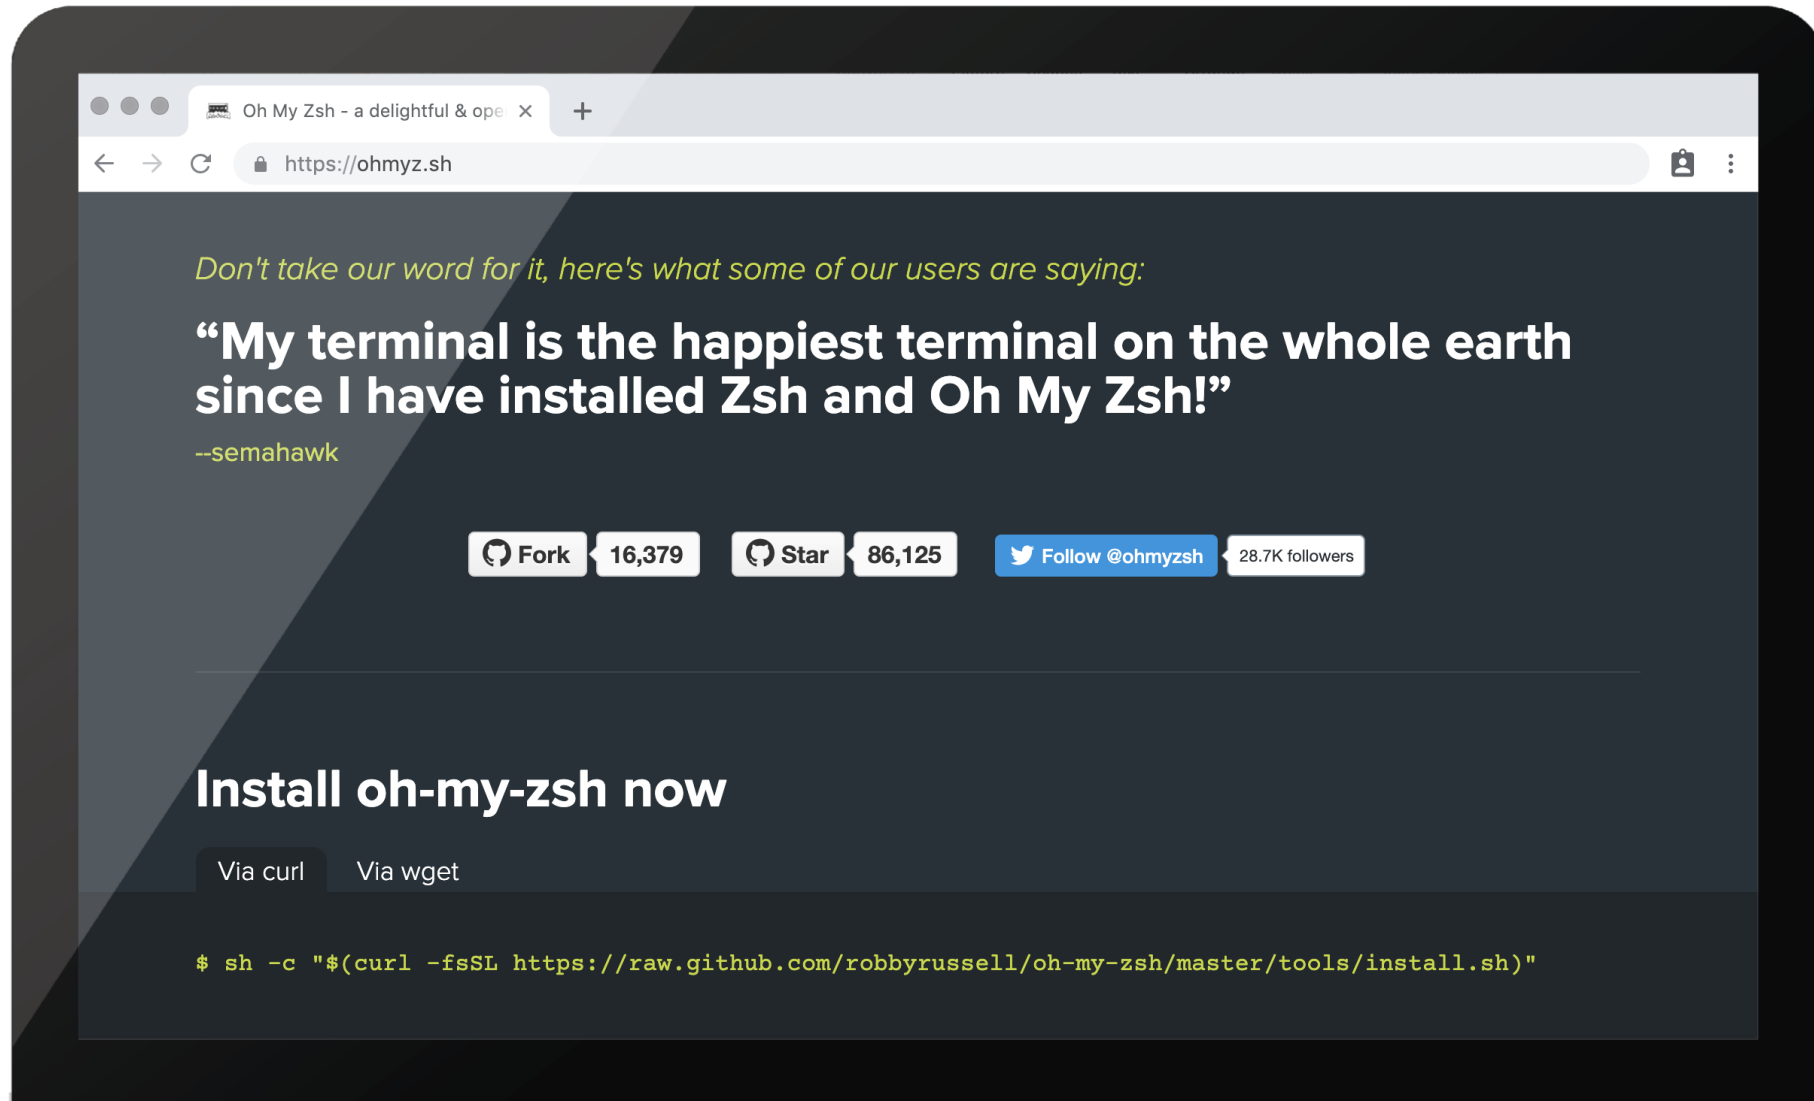 Oh My Zsh - a delightful & ope
https://ohmyz.sh
Don't take our word for it, here's what some of our users are saying:
“My terminal is the happiest terminal on the whole earth
since I have installed Zsh and Oh My Zsh!”
--semahawk
Fork 16,379 Star 86,125 Follow @ohmyzsh 28.7K followers
Install oh-my-zsh now
Via curl Via wget
$ sh -c "$(curl -fsSL https://raw.github.com/robbyrussell/oh-my-zsh/master/tools/install.sh)"